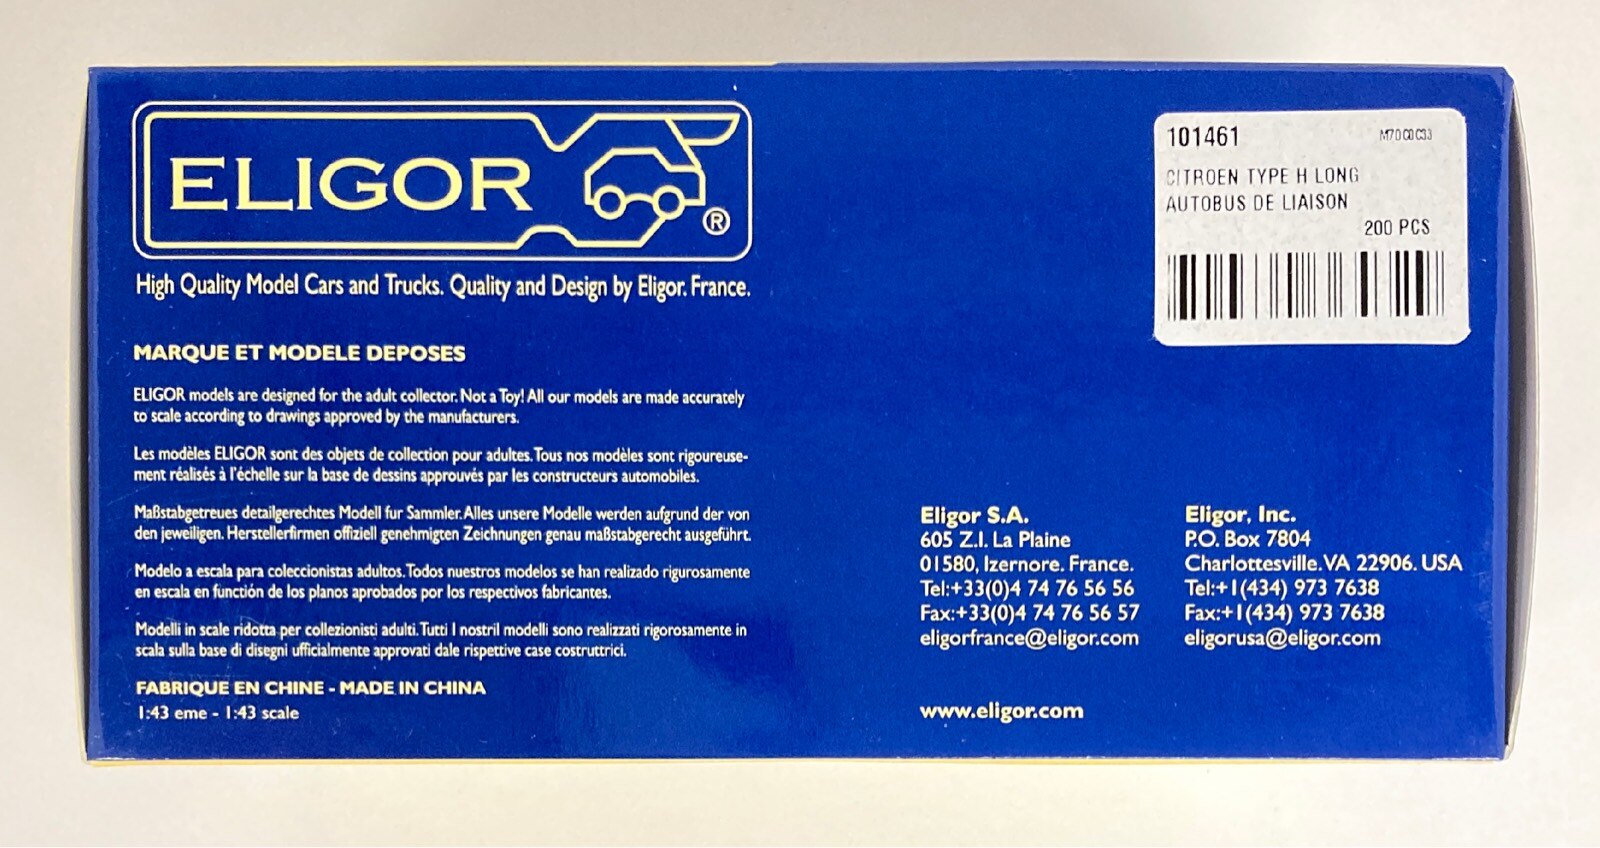 ELIGOR
®
High Quality Model Cars and Trucks. Quality and Design by Eligor. France.
MARQUE ET MODELE DEPOSES
ELIGOR models are designed for the adult collector. Not a Toy! All our models are made accurately
to scale according to drawings approved by the manufacturers.
Les modèles ELIGOR sont des objets de collection pour adultes. Tous nos modèles sont rigoureuse-
ment réalisés à l'échelle sur la base de dessins approuvés par les constructeurs automobiles.
Maßstabgetreues detailgerechtes Modell fur Sammler. Alles unsere Modelle werden aufgrund der von
den jeweiligen. Herstellerfirmen offiziell genehmigten Zeichnungen genau maßstabgerecht ausgeführt.
Modelo a escala para coleccionistas adultos. Todos nuestros modelos se han realizado rigurosamente
en escala en función de los planos aprobados por los respectivos fabricantes.
Modelli in scale ridotta per collezionisti adulti. Tutti I nostril modelli sono realizzati rigorosamente in
scala sulla base di disegni ufficialmente approvati dale rispettive case costruttrici.
FABRIQUE EN CHINE - MADE IN CHINA
1:43 eme - 1:43 scale
101461
CITROEN TYPE H LONG
AUTOBUS DE LIAISON
200 PCS
Eligor S.A.
605 Z.I. La Plaine
01580, Izernore. France.
Tel:+33(0)4 74 76 56 56
Fax:+33(0)4 74 76 56 57
eligorfrance@eligor.com
www.eligor.com
Eligor, Inc.
P.O. Box 7804
Charlottesville. VA 22906. USA
Tel:+1(434) 973 7638
Fax:+1(434) 973 7638
eligorusa@eligor.com